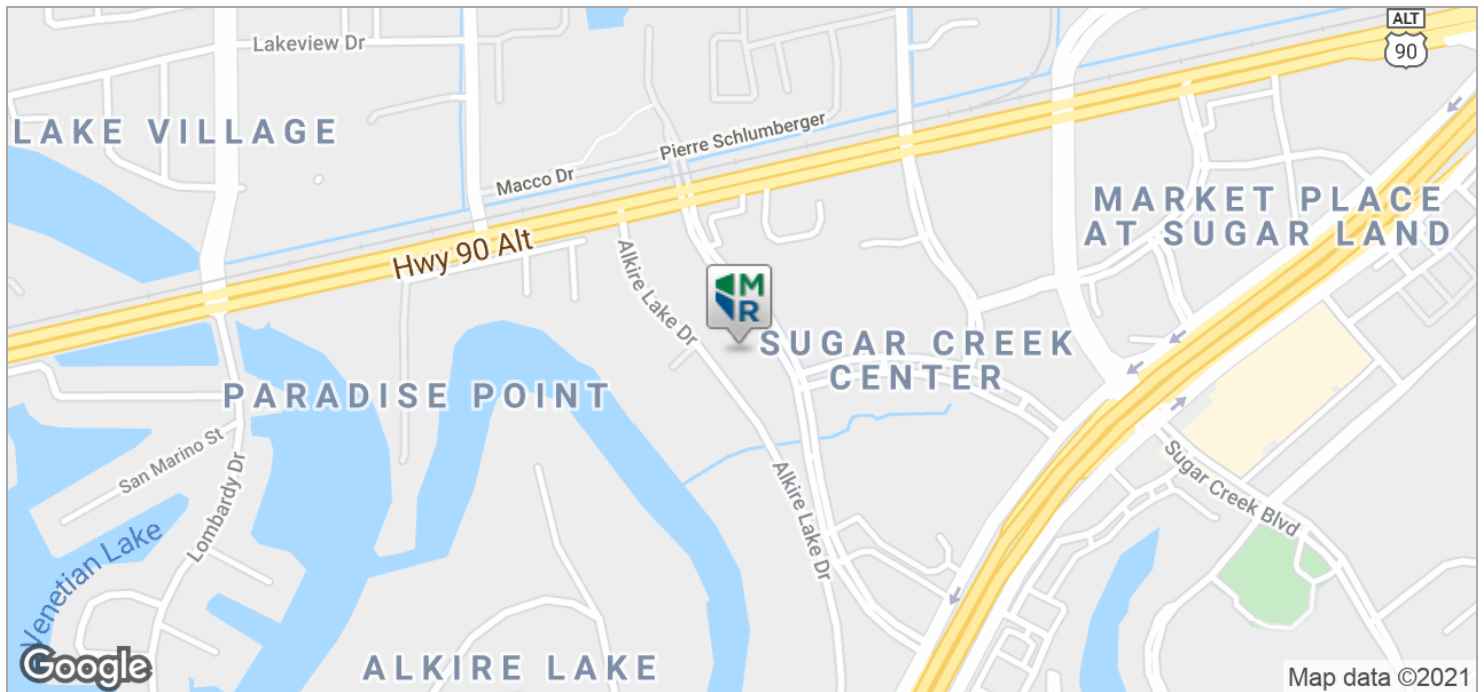 ALT
90
Lakeview Dr
LAKE VILLAGE
Pierre Schlumberger
Macco Dr
MARKET PLACE
AT SUGAR LAND
Hwy 90 Alt
Alkire Lake Dr
M
R
SUGAR CREEK
CENTER
PARADISE POINT
San Marino St
Lombardy Dr
Sugar Creek Blvd
Alkire Lake Dr
Venetian Lake
ALKIRE LAKE
Google
Map data ©2021